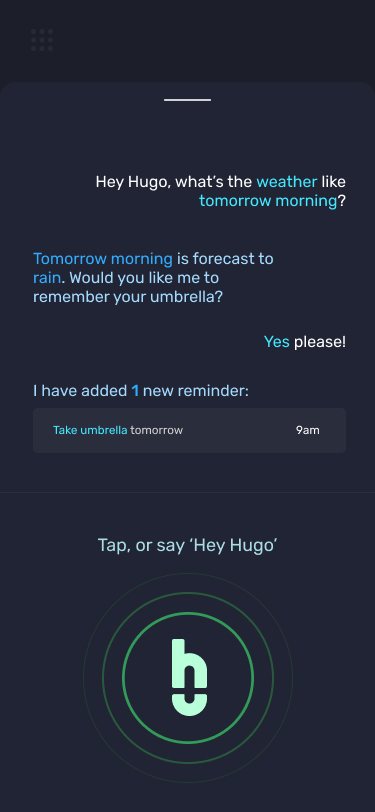 Hey Hugo, what's the weather like
tomorrow morning?
Tomorrow morning is forecast to
rain. Would you like me to
remember your umbrella?
Yes please!
I have added 1 new reminder:
Take umbrella tomorrow 9am
Tap, or say ‘Hey Hugo’
h